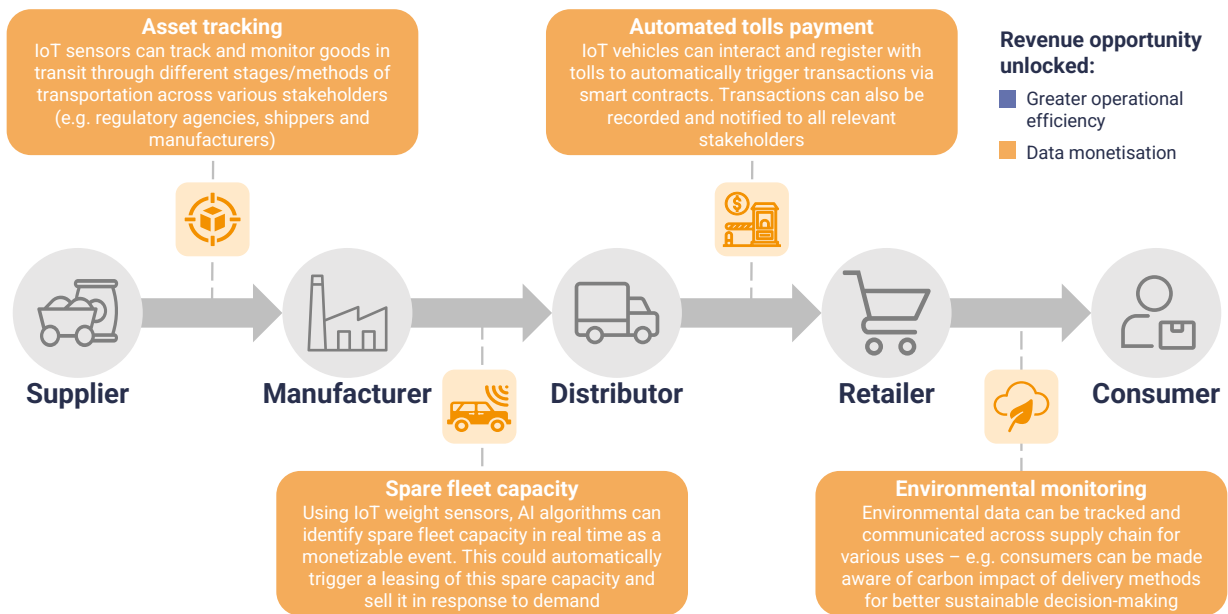 Asset tracking
IoT sensors can track and monitor goods in
transit through different stages/methods of
transportation across various stakeholders
(e.g. regulatory agencies, shippers and
manufacturers)
Automated tolls payment
IoT vehicles can interact and register with
tolls to automatically trigger transactions via
smart contracts. Transactions can also be
recorded and notified to all relevant
stakeholders
Revenue opportunity
unlocked:
Greater operational
efficiency
Data monetisation
$
Supplier
Manufacturer
Distributor
Retailer
Consumer
Spare fleet capacity
Using IoT weight sensors, AI algorithms can
identify spare fleet capacity in real time as a
monetizable event. This could automatically
trigger a leasing of this spare capacity and
sell it in response to demand
Environmental monitoring
Environmental data can be tracked and
communicated across supply chain for
various uses – e.g. consumers can be made
aware of carbon impact of delivery methods
for better sustainable decision-making